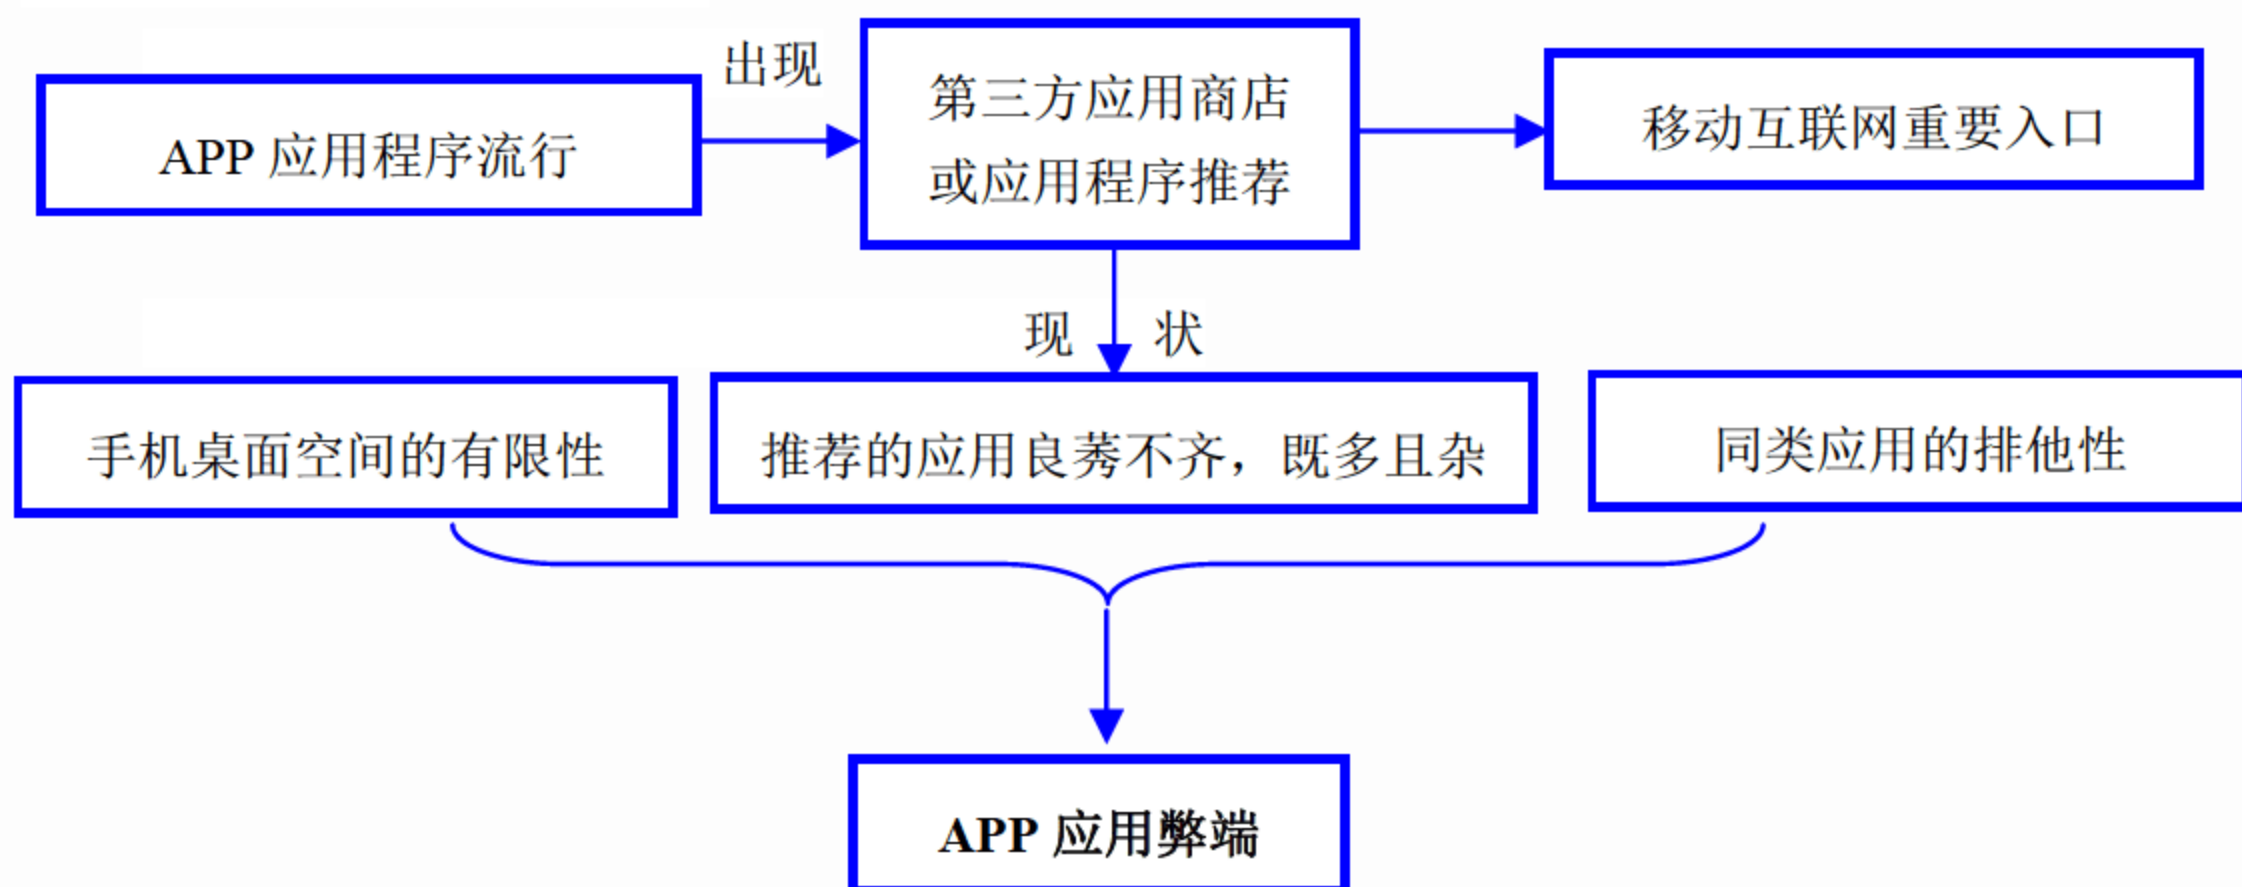 出现
APP 应用程序流行
第三方应用商店
或应用程序推荐
移动互联网重要入口
现 状
手机桌面空间的有限性
推荐的应用良莠不齐，既多且杂
同类应用的排他性
APP 应用弊端